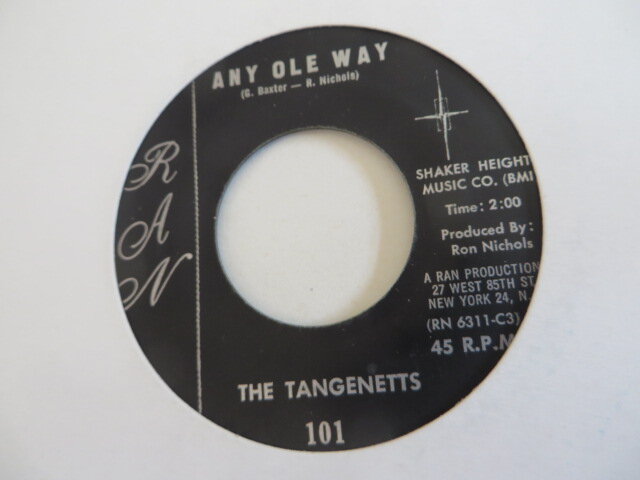 ANY OLE WAY
(G. Baxter — R. Nichols)
RAN
SHAKER HEIGHT
MUSIC CO. (BMI
Time: 2:00
Produced By:
Ron Nichols
A RAN PRODUCTION
27 WEST 85TH ST
NEW YORK 24, N.
(RN 6311-C3)
45 R.P.M
THE TANGENETTS
101